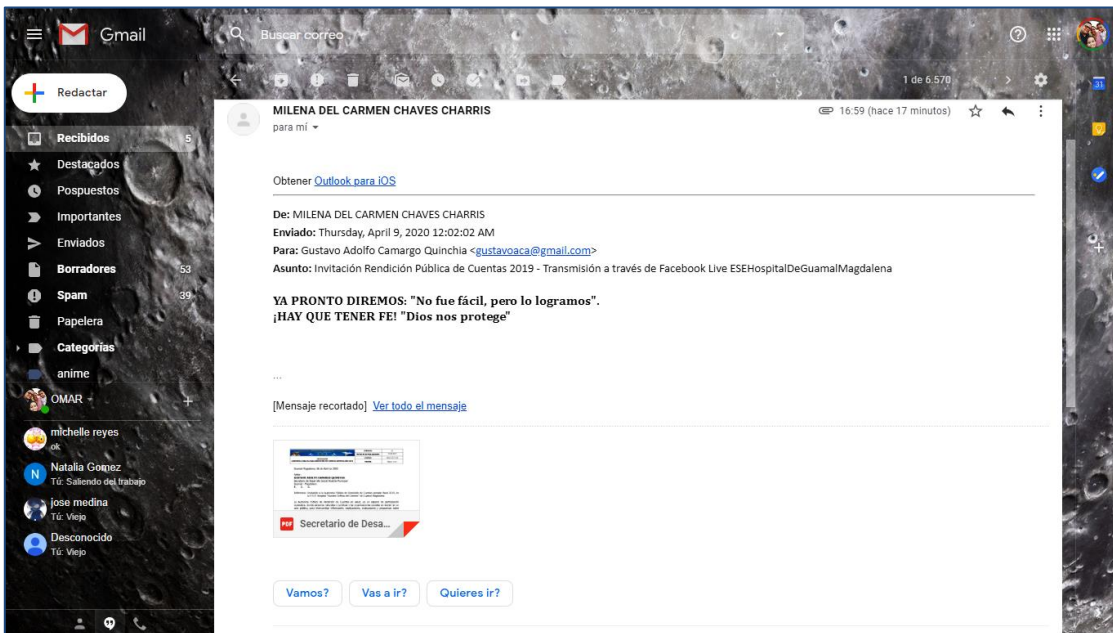 Gmail
Buscar correo
Redactar
1 de 6.570
31
Recibidos 5
Destacados
Pospuestos
Importantes
Enviados
Borradores 53
Spam 39
Papelera
Categorías
anime
OMAR
michelle reyes
ok
N
Natalia Gomez
Tú: Saliendo del trabajo
jose medina
Tú: Viejo
Desconocido
Tú: Viejo
MILENA DEL CARMEN CHAVES CHARRIS
16:59 (hace 17 minutos)
para mí
Obtener Outlook para iOS
De: MILENA DEL CARMEN CHAVES CHARRIS
Enviado: Thursday, April 9, 2020 12:02:02 AM
Para: Gustavo Adolfo Camargo Quinchia <gustavoaca@gmail.com>
Asunto: Invitación Rendición Pública de Cuentas 2019 - Transmisión a través de Facebook Live ESEHospitalDeGuamalMagdalena
YA PRONTO DIREMOS: "No fue fácil, pero lo logramos".
¡HAY QUE TENER FE! "Dios nos protege"
...
[Mensaje recortado] Ver todo el mensaje
PDF Secretario de Desa...
Vamos? Vas a ir? Quieres ir?